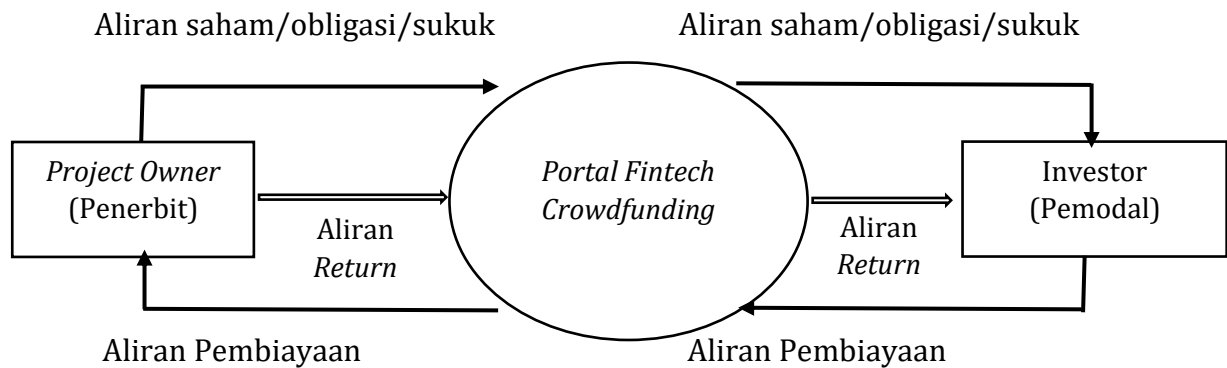 Aliran saham/obligasi/sukuk
Aliran saham/obligasi/sukuk
Project Owner
(Penerbit)
Aliran
Return
Portal Fintech
Crowdfunding
Aliran
Return
Investor
(Pemodal)
Aliran Pembiayaan
Aliran Pembiayaan